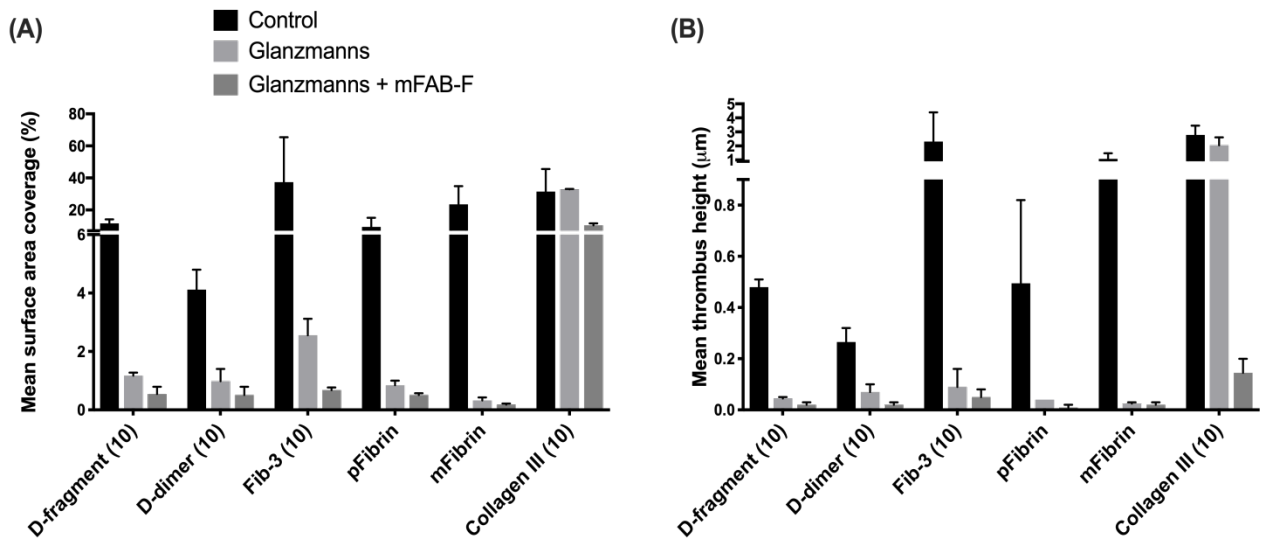 (A)
Control
Glanzmanns
Glanzmanns + mFAB-F
Mean surface area coverage (%)
80
60
40
20
6
4
2
0
D-fragment (10)
D-dimer (10)
Fib-3 (10)
pFibrin
mFibrin
Collagen III (10)
(B)
Mean thrombus height (μm)
5
4
3
2
1
0.8
0.6
0.4
0.2
0.0
D-fragment (10)
D-dimer (10)
Fib-3 (10)
pFibrin
mFibrin
Collagen III (10)